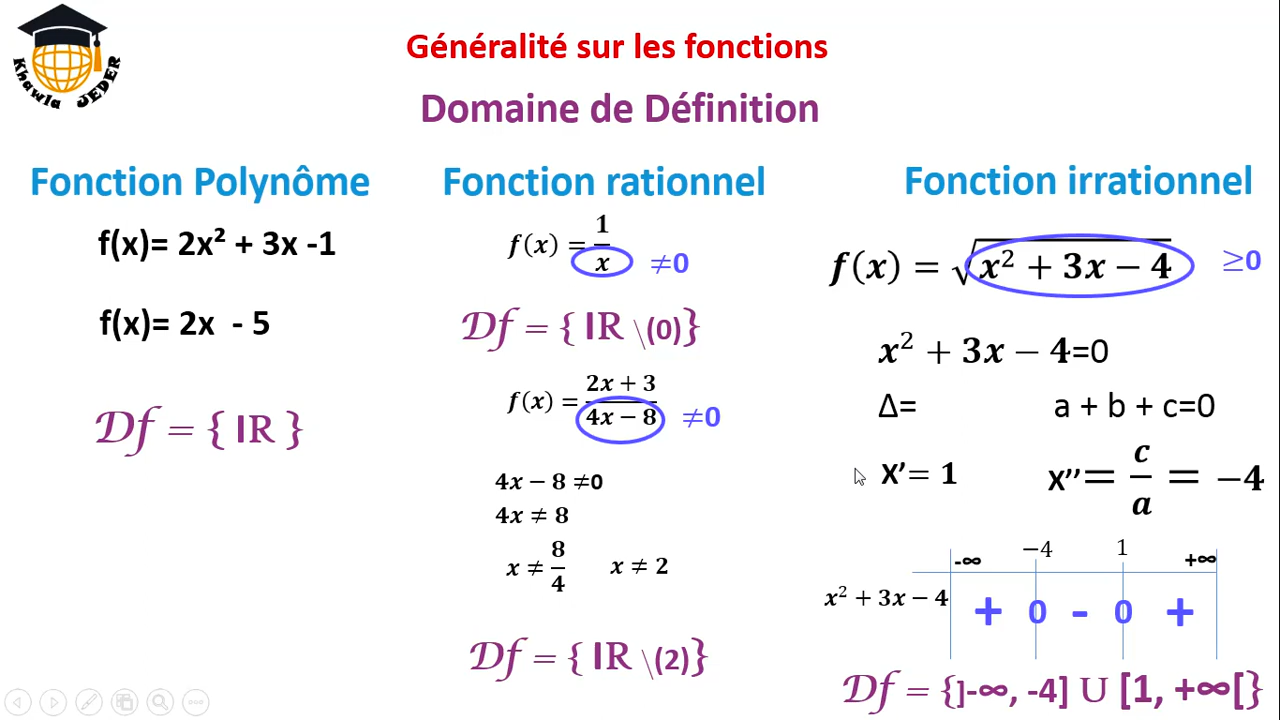 Khawla JEDER
Généralité sur les fonctions
Domaine de Définition
Fonction Polynôme
f(x)= 2x² + 3x -1
f(x)= 2x - 5
𝒟f = { IR }
Fonction rationnel
f(x) = 1/x ≠0
𝒟f = { IR \(0)}
f(x) = (2x + 3)/(4x − 8) ≠0
4x − 8 ≠0
4x ≠ 8
x ≠ 8/4 x ≠ 2
𝒟f = { IR \(2)}
Fonction irrationnel
f(x) = √(x² + 3x − 4) ≥0
x² + 3x − 4=0
Δ= a + b + c=0
X’= 1 X’’= c/a = −4
-∞ −4 1 +∞
x² + 3x − 4 + 0 - 0 +
𝒟f = {]-∞, -4] ∪ [1, +∞[}